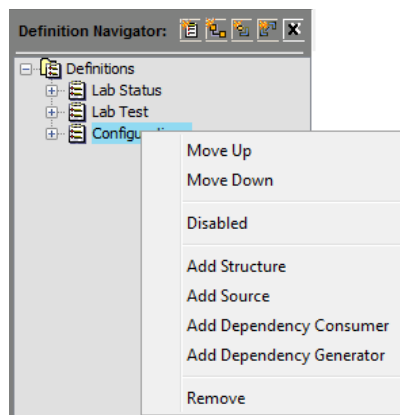 Definition Navigator:
Definitions
Lab Status
Lab Test
Move Up
Move Down
Disabled
Add Structure
Add Source
Add Dependency Consumer
Add Dependency Generator
Remove